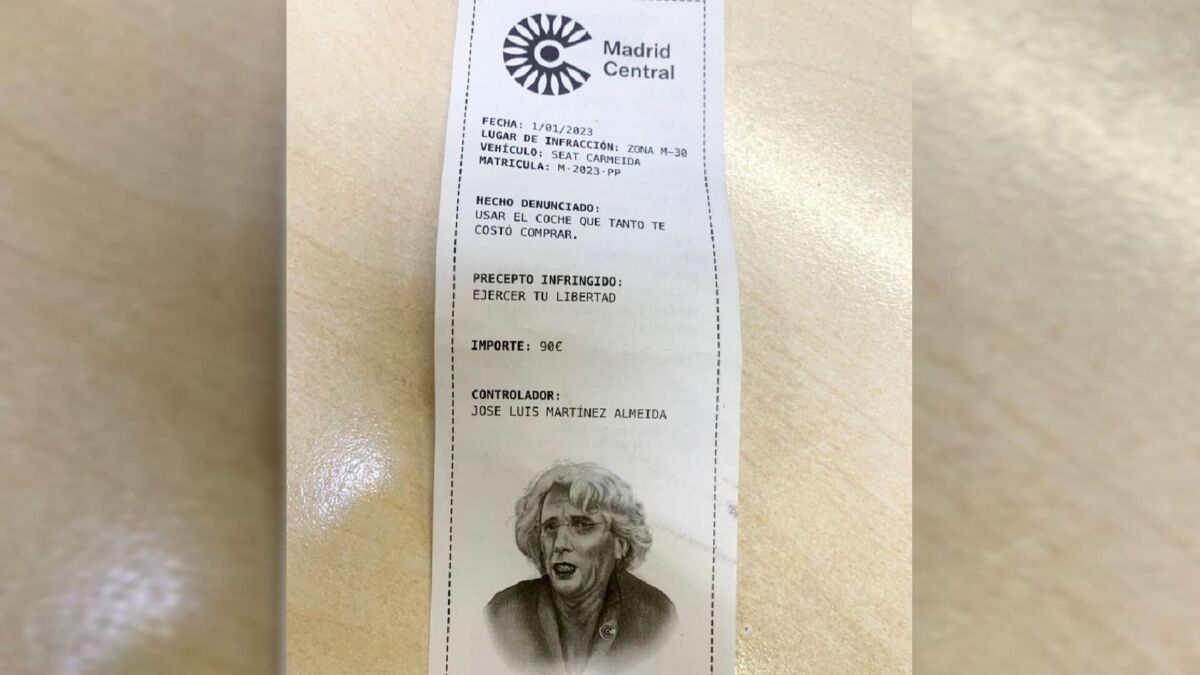 Madrid
Central
FECHA: 1/01/2023
LUGAR DE INFRACCIÓN: ZONA M-30
VEHÍCULO: SEAT CARMEIDA
MATRICULA: M·2023·PP
HECHO DENUNCIADO:
USAR EL COCHE QUE TANTO TE
COSTÓ COMPRAR.
PRECEPTO INFRINGIDO:
EJERCER TU LIBERTAD
IMPORTE: 90€
CONTROLADOR:
JOSE LUIS MARTÍNEZ ALMEIDA